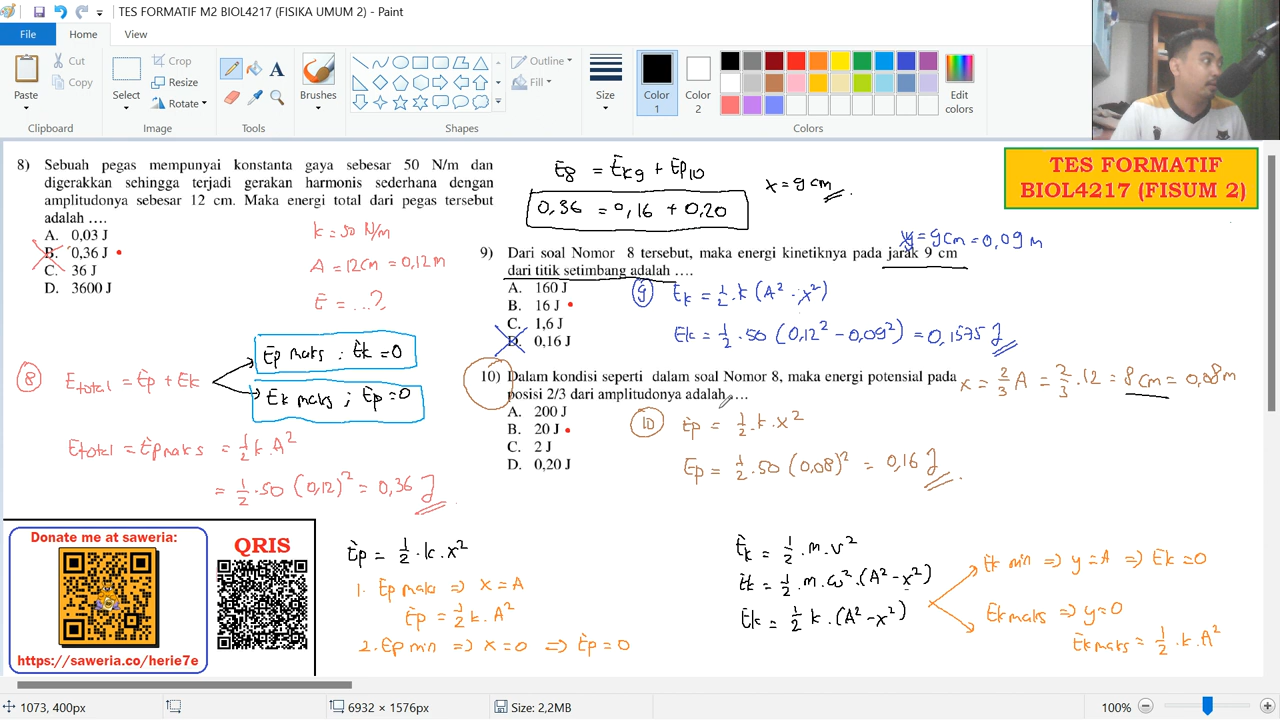 TES FORMATIF M2 BIOL4217 (FISIKA UMUM 2) - Paint
File
Home
View
Paste
Cut
Copy
Clipboard
Select
Crop
Resize
Rotate
Image
Tools
Brushes
Outline
Fill
Shapes
Size
Color 1
Color 2
Edit colors
Colors
8) Sebuah pegas mempunyai konstanta gaya sebesar 50 N/m dan
digerakkan sehingga terjadi gerakan harmonis sederhana dengan
amplitudonya sebesar 12 cm. Maka energi total dari pegas tersebut
adalah ….
A. 0,03 J
B. 0,36 J
C. 36 J
D. 3600 J
k = 50 N/m
A = 12 cm = 0,12 m
E = ...?
8
Etotal = Ep + Ek
Ep maks ; Ek = 0
Ek maks ; Ep = 0
Etotal = Ep maks = 1/2 k.A²
= 1/2 . 50 (0,12)² = 0,36 J
E8 = Ek9 + Ep10
0,36 = 0,16 + 0,20
x = 9 cm
TES FORMATIF
BIOL4217 (FISUM 2)
y = 9 cm = 0,09 m
9) Dari soal Nomor 8 tersebut, maka energi kinetiknya pada jarak 9 cm
dari titik setimbang adalah ….
A. 160 J
B. 16 J
C. 1,6 J
D. 0,16 J
9
Ek = 1/2 . k (A² - x²)
Ek = 1/2 . 50 (0,12² - 0,09²) = 0,1575 J
10) Dalam kondisi seperti dalam soal Nomor 8, maka energi potensial pada
posisi 2/3 dari amplitudonya adalah ….
A. 200 J
B. 20 J
C. 2 J
D. 0,20 J
x = 2/3 A = 2/3 . 12 = 8 cm = 0,08 m
10
Ep = 1/2 . k . x²
Ep = 1/2 . 50 (0,08)² = 0,16 J
Donate me at saweria:
https://saweria.co/herie7e
QRIS
Ep = 1/2 . k . x²
1. Ep maks => x = A
Ep = 1/2 k. A²
2. Ep min => x = 0 => Ep = 0
Ek = 1/2 . m . v²
Ek = 1/2 . m . ω² . (A² - x²)
Ek = 1/2 k . (A² - x²)
Ek min => y = A => Ek = 0
Ek maks => y = 0
Ek maks = 1/2 . k . A²
1073, 400px
6932 × 1576px
Size: 2,2MB
100%